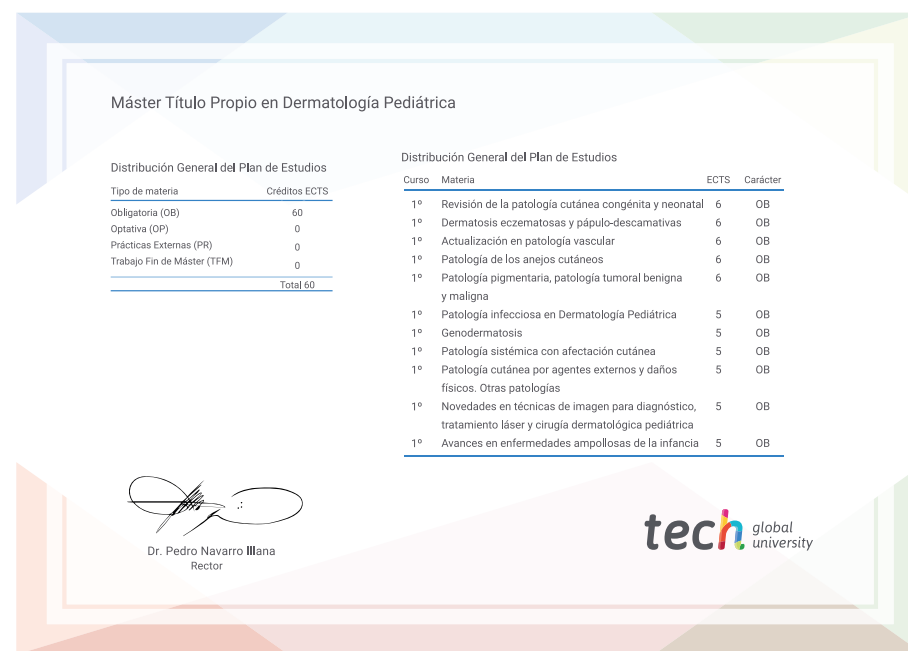 Máster Título Propio en Dermatología Pediátrica
Distribución General del Plan de Estudios
Tipo de materia Créditos ECTS
Obligatoria (OB) 60
Optativa (OP) 0
Prácticas Externas (PR) 0
Trabajo Fin de Máster (TFM) 0
Total 60
Distribución General del Plan de Estudios
Curso Materia ECTS Carácter
1º Revisión de la patología cutánea congénita y neonatal 6 OB
1º Dermatosis eczematosas y pápulo-descamativas 6 OB
1º Actualización en patología vascular 6 OB
1º Patología de los anejos cutáneos 6 OB
1º Patología pigmentaria, patología tumoral benigna 6 OB
y maligna
1º Patología infecciosa en Dermatología Pediátrica 5 OB
1º Genodermatosis 5 OB
1º Patología sistémica con afectación cutánea 5 OB
1º Patología cutánea por agentes externos y daños 5 OB
físicos. Otras patologías
1º Novedades en técnicas de imagen para diagnóstico, 5 OB
tratamiento láser y cirugía dermatológica pediátrica
1º Avances en enfermedades ampollosas de la infancia 5 OB
Dr. Pedro Navarro Illana
Rector
tech global
university